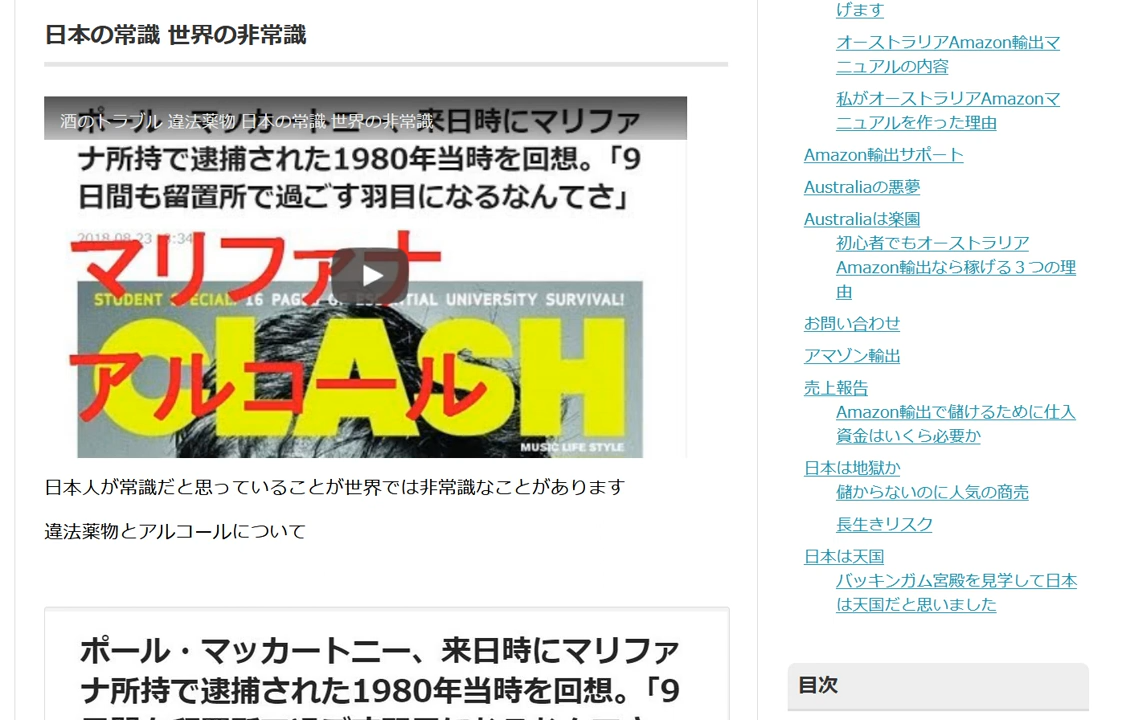 日本の常識 世界の非常識
酒のトラブル 違法薬物 日本の常識 世界の非常識
ポール・マッカートニー、来日時にマリファ
ナ所持で逮捕された1980年当時を回想。「9
日間も留置所で過ごす羽目になるなんてさ」
マリファナ
STUDENT SPECIAL: 16 PAGES OF ESSENTIAL UNIVERSITY SURVIVAL!
CLASH
アルコール
MUSIC LIFE STYLE
日本人が常識だと思っていることが世界では非常識なことがあります
違法薬物とアルコールについて
ポール・マッカートニー、来日時にマリファ
ナ所持で逮捕された1980年当時を回想。「9
げます
オーストラリアAmazon輸出マ
ニュアルの内容
私がオーストラリアAmazonマ
ニュアルを作った理由
Amazon輸出サポート
Australiaの悪夢
Australiaは楽園
初心者でもオーストラリア
Amazon輸出なら稼げる３つの理
由
お問い合わせ
アマゾン輸出
売上報告
Amazon輸出で儲けるために仕入
資金はいくら必要か
日本は地獄か
儲からないのに人気の商売
長生きリスク
日本は天国
バッキンガム宮殿を見学して日本
は天国だと思いました
目次